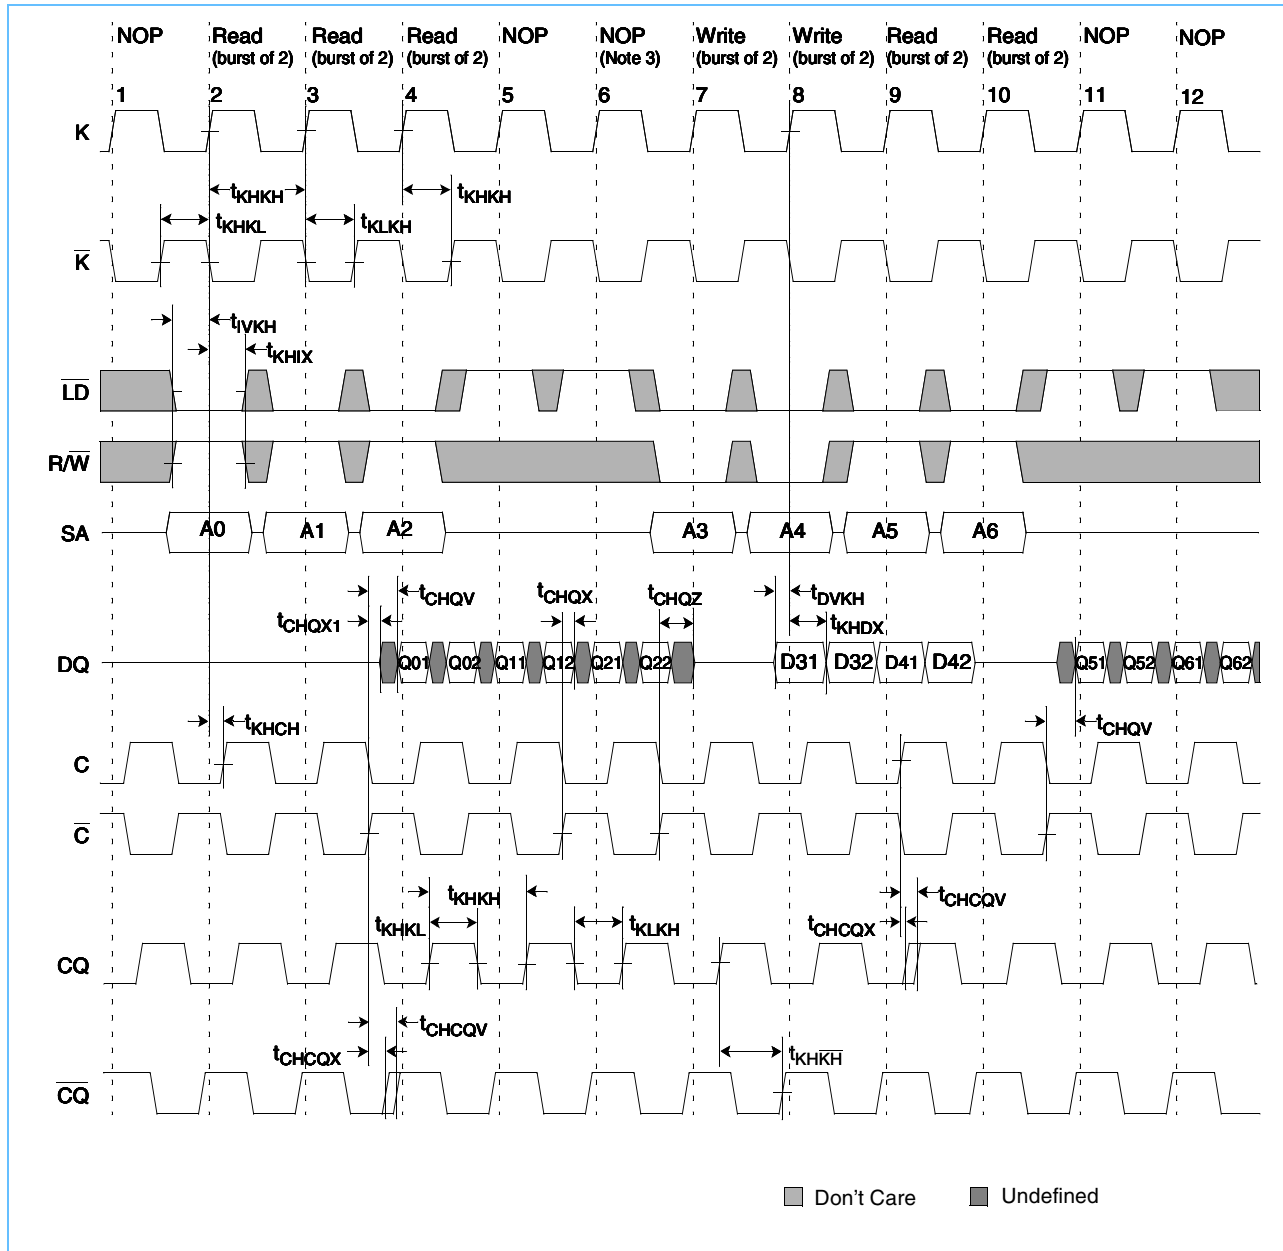 NOP Read Read Read NOP NOP Write Write Read Read NOP NOP
(burst of 2) (burst of 2) (burst of 2) (Note 3) (burst of 2) (burst of 2) (burst of 2) (burst of 2)
1 2 3 4 5 6 7 8 9 10 11 12
K
tKHKH tKHKH
tKHKL tKLKH
K̅
tIVKH
tKHIX
L̅D̅
R/W̅
SA A0 A1 A2 A3 A4 A5 A6
tCHQV tCHQX tCHQZ tDVKH
tCHQX1 tKHDX
DQ Q01 Q02 Q11 Q12 Q21 Q22 D31 D32 D41 D42 Q51 Q52 Q61 Q62
tKHCH tCHQV
C
C̅
tKHKH tCHCQV
tKHKL tKLKH tCHCQX
CQ
tCHCQV
tCHCQX tKHK̅H̅
C̅Q̅
Don't Care Undefined